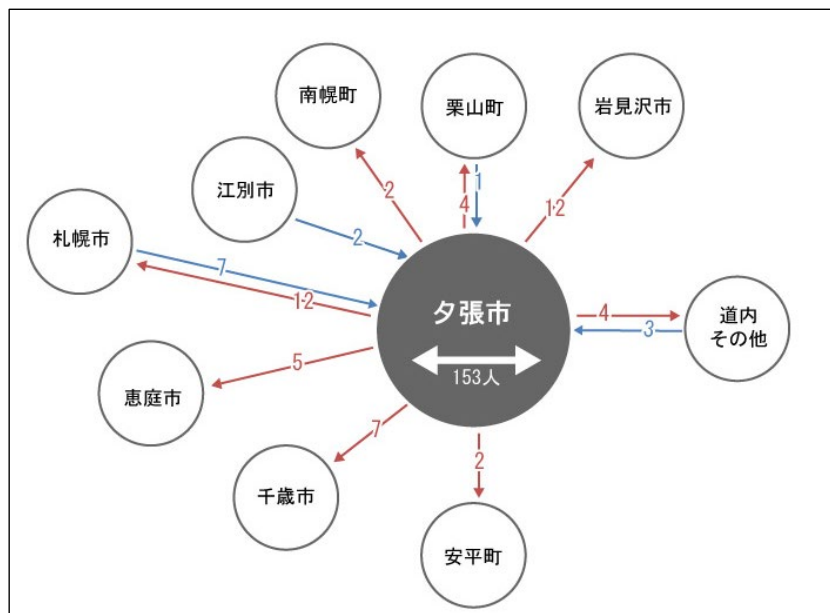 南幌町
栗山町
岩見沢市
江別市
札幌市
2
4
1
12
2
7
12
夕張市
153人
4
3
道内
その他
5
恵庭市
7
千歳市
2
安平町